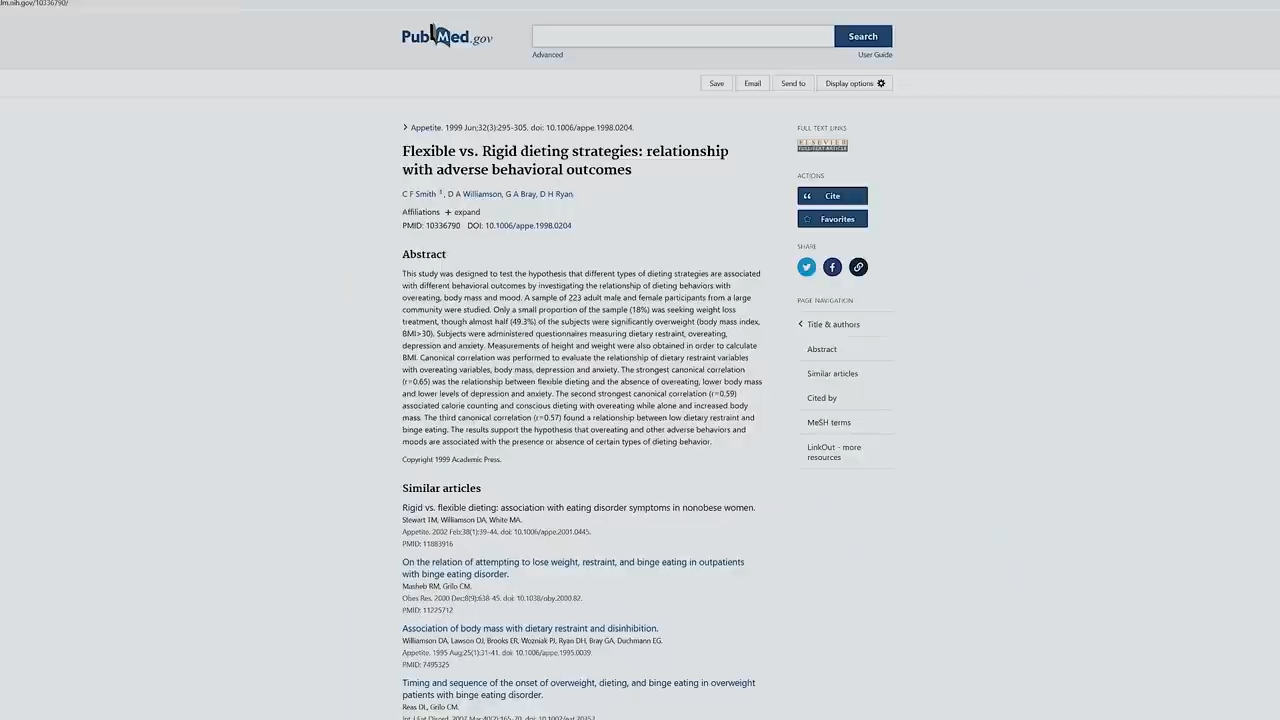 lm.nih.gov/10336790/
PubMed.gov
Search
Advanced
User Guide
Save
Email
Send to
Display options
Appetite. 1999 Jun;32(3):295-305. doi: 10.1006/appe.1998.0204.
Flexible vs. Rigid dieting strategies: relationship
with adverse behavioral outcomes
C F Smith 1, D A Williamson, G A Bray, D H Ryan
Affiliations + expand
PMID: 10336790 DOI: 10.1006/appe.1998.0204
Abstract
This study was designed to test the hypothesis that different types of dieting strategies are associated
with different behavioral outcomes by investigating the relationship of dieting behaviors with
overeating, body mass and mood. A sample of 223 adult male and female participants from a large
community were studied. Only a small proportion of the sample (18%) was seeking weight loss
treatment, though almost half (49.3%) of the subjects were significantly overweight (body mass index,
BMI>30). Subjects were administered questionnaires measuring dietary restraint, overeating,
depression and anxiety. Measurements of height and weight were also obtained in order to calculate
BMI. Canonical correlation was performed to evaluate the relationship of dietary restraint variables
with overeating variables, body mass, depression and anxiety. The strongest canonical correlation
(r=0.65) was the relationship between flexible dieting and the absence of overeating, lower body mass
and lower levels of depression and anxiety. The second strongest canonical correlation (r=0.59)
associated calorie counting and conscious dieting with overeating while alone and increased body
mass. The third canonical correlation (r=0.57) found a relationship between low dietary restraint and
binge eating. The results support the hypothesis that overeating and other adverse behaviors and
moods are associated with the presence or absence of certain types of dieting behavior.
Copyright 1999 Academic Press.
Similar articles
Rigid vs. flexible dieting: association with eating disorder symptoms in nonobese women.
Stewart TM, Williamson DA, White MA.
Appetite. 2002 Feb;38(1):39-44. doi: 10.1006/appe.2001.0445.
PMID: 11883916
On the relation of attempting to lose weight, restraint, and binge eating in outpatients
with binge eating disorder.
Masheb RM, Grilo CM.
Obes Res. 2000 Dec;8(9):638-45. doi: 10.1038/oby.2000.82.
PMID: 11225712
Association of body mass with dietary restraint and disinhibition.
Williamson DA, Lawson OJ, Brooks ER, Wozniak PJ, Ryan DH, Bray GA, Duchmann EG.
Appetite. 1995 Aug;25(1):31-41. doi: 10.1006/appe.1995.0039.
PMID: 7495325
Timing and sequence of the onset of overweight, dieting, and binge eating in overweight
patients with binge eating disorder.
Reas DL, Grilo CM.
Int J Eat Disord. 2007 Mar;40(2):165-70. doi: 10.1002/eat.20353.
FULL TEXT LINKS
ELSEVIER
FULL-TEXT ARTICLE
ACTIONS
Cite
Favorites
SHARE
PAGE NAVIGATION
Title & authors
Abstract
Similar articles
Cited by
MeSH terms
LinkOut - more
resources